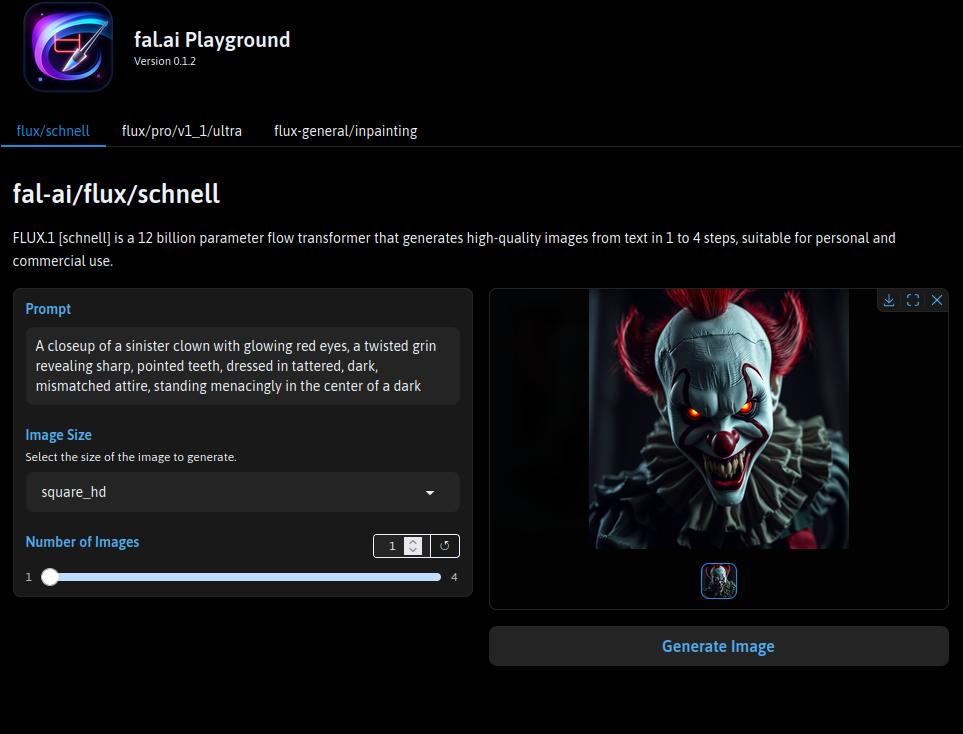 fal.ai Playground
Version 0.1.2
flux/schnell
flux/pro/v1_1/ultra
flux-general/inpainting
fal-ai/flux/schnell
FLUX.1 [schnell] is a 12 billion parameter flow transformer that generates high-quality images from text in 1 to 4 steps, suitable for personal and
commercial use.
Prompt
A closeup of a sinister clown with glowing red eyes, a twisted grin
revealing sharp, pointed teeth, dressed in tattered, dark,
mismatched attire, standing menacingly in the center of a dark
Image Size
Select the size of the image to generate.
square_hd
Number of Images
1
1
4
Generate Image